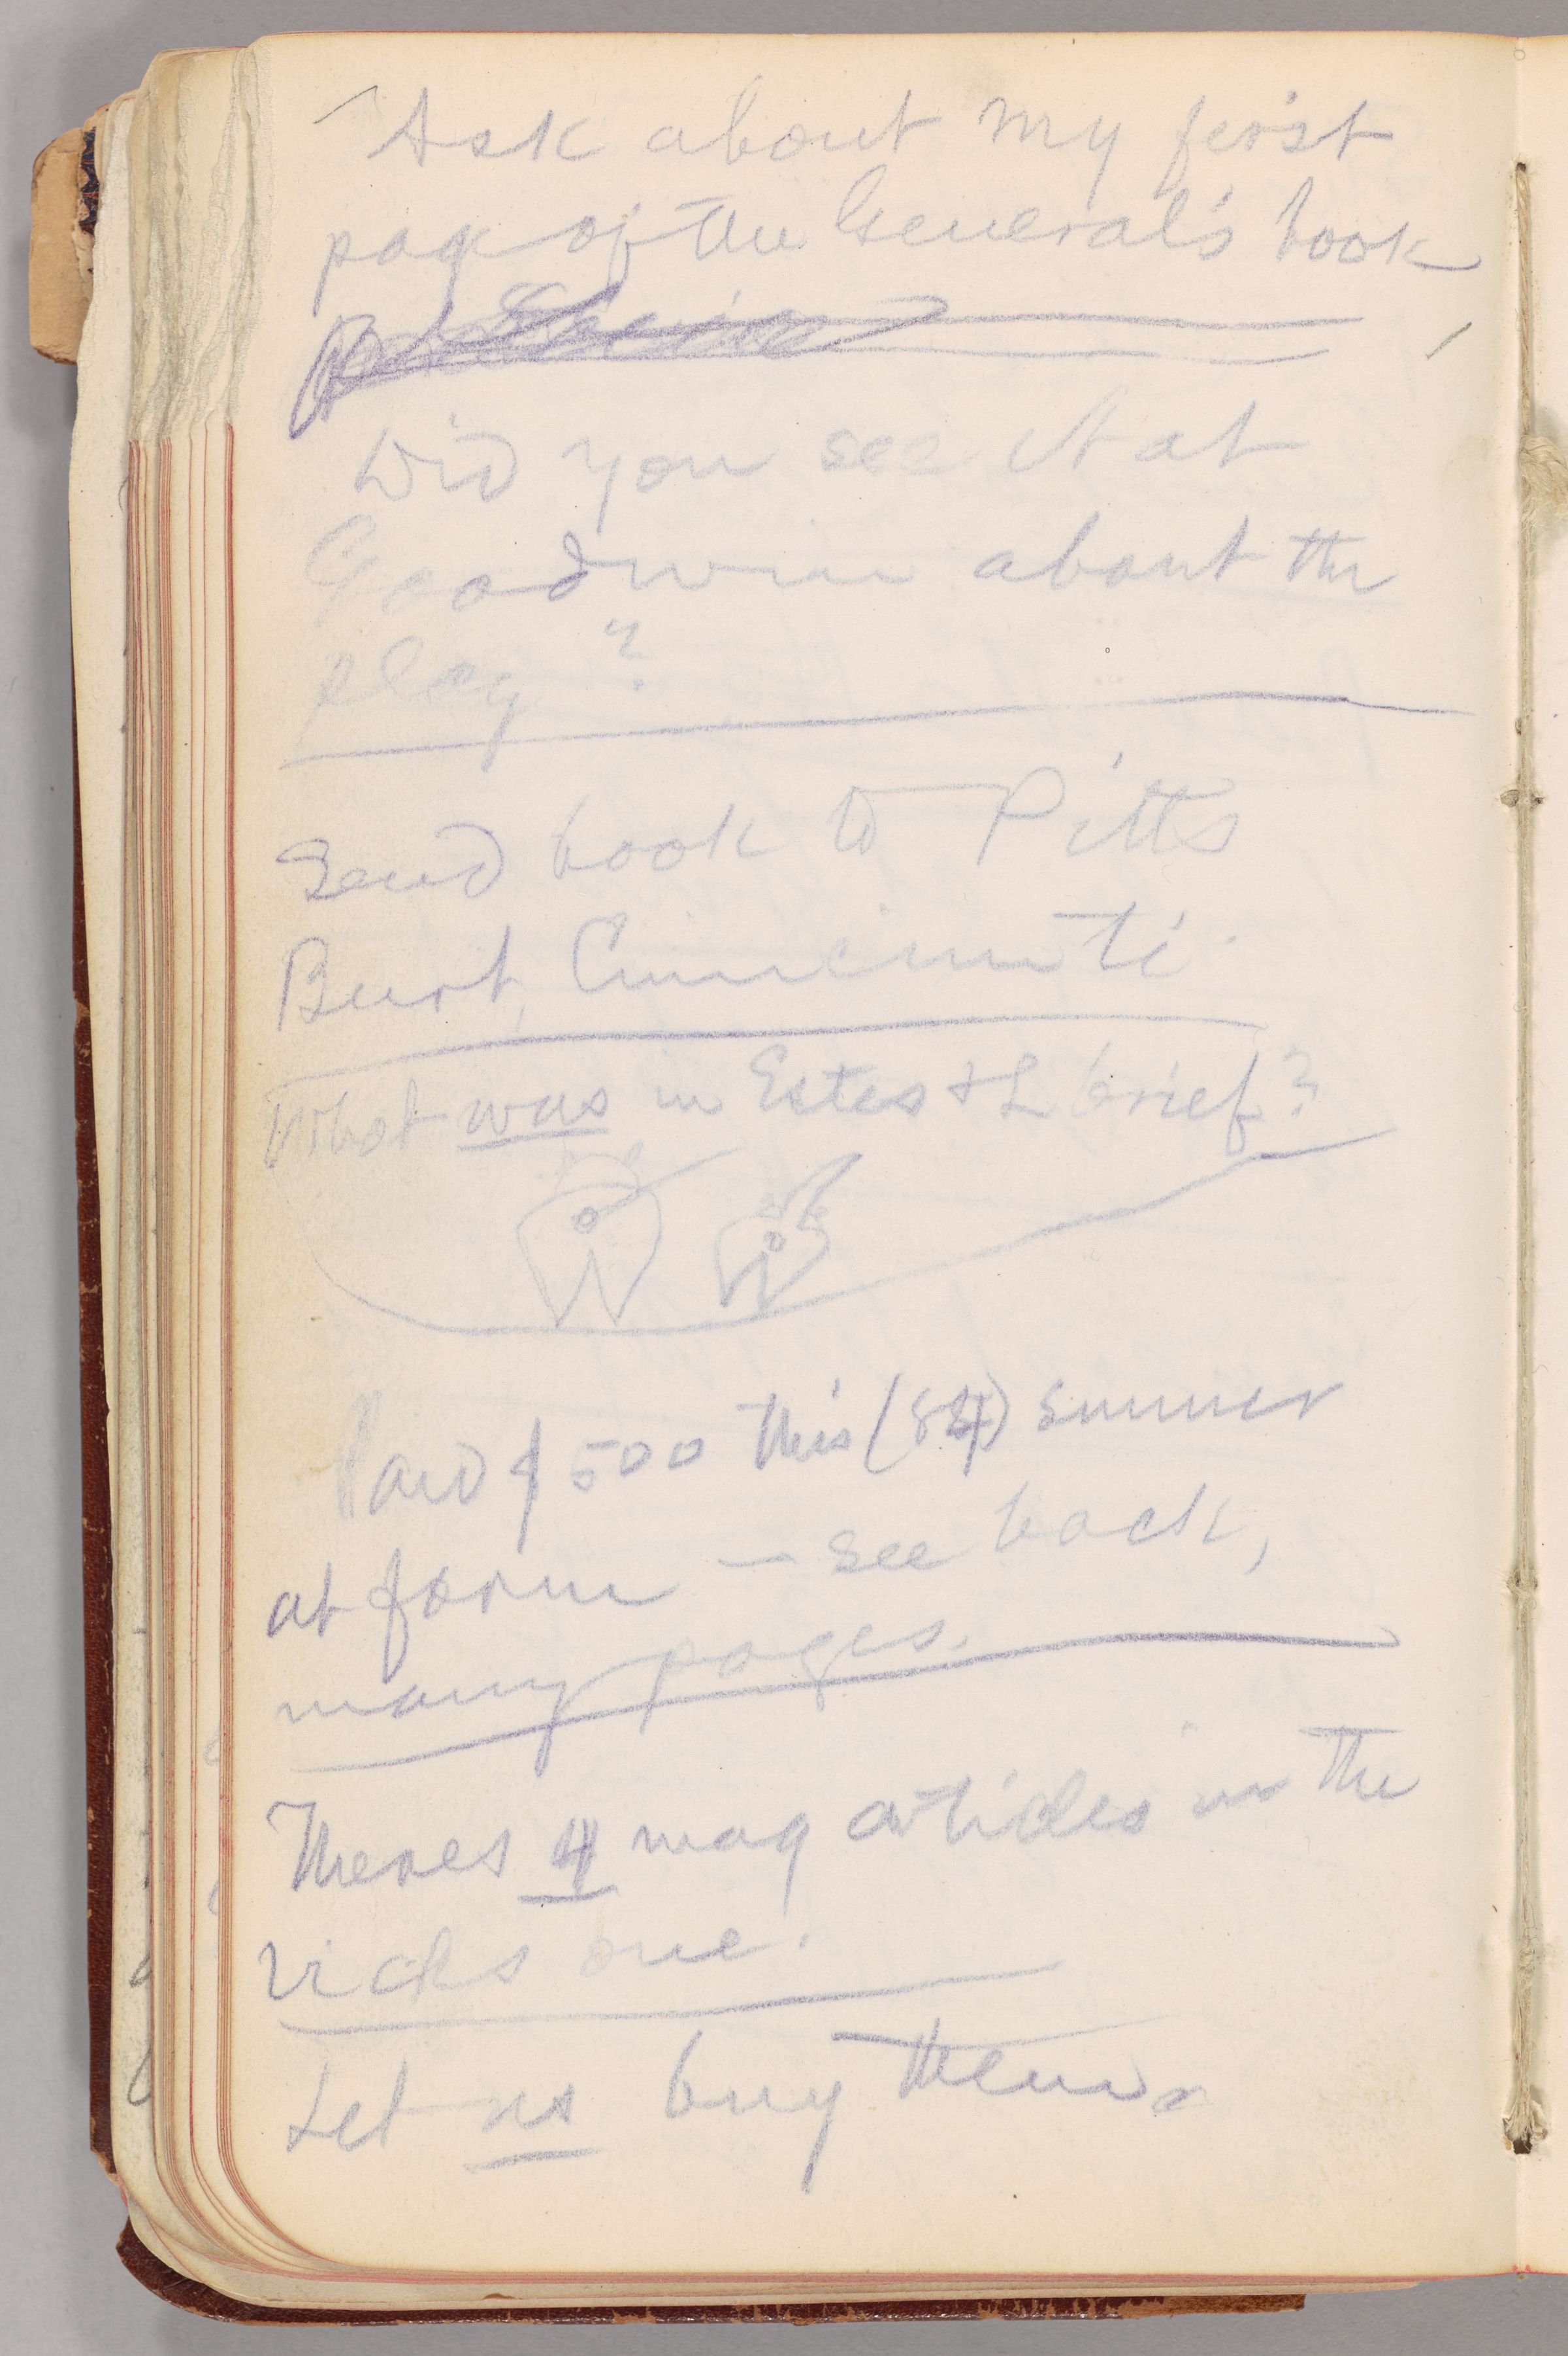 Ask about my first
page of the General's book
Did you see at
Goodwin about the
play?
Send book to Pitts
Burt, Cincinnati
What was in Estes & L brief?
Paid $500 this (84) summer
at farm — see back,
many pages.
Theres 4 mag articles in the
Vicks one.
Let us buy them.